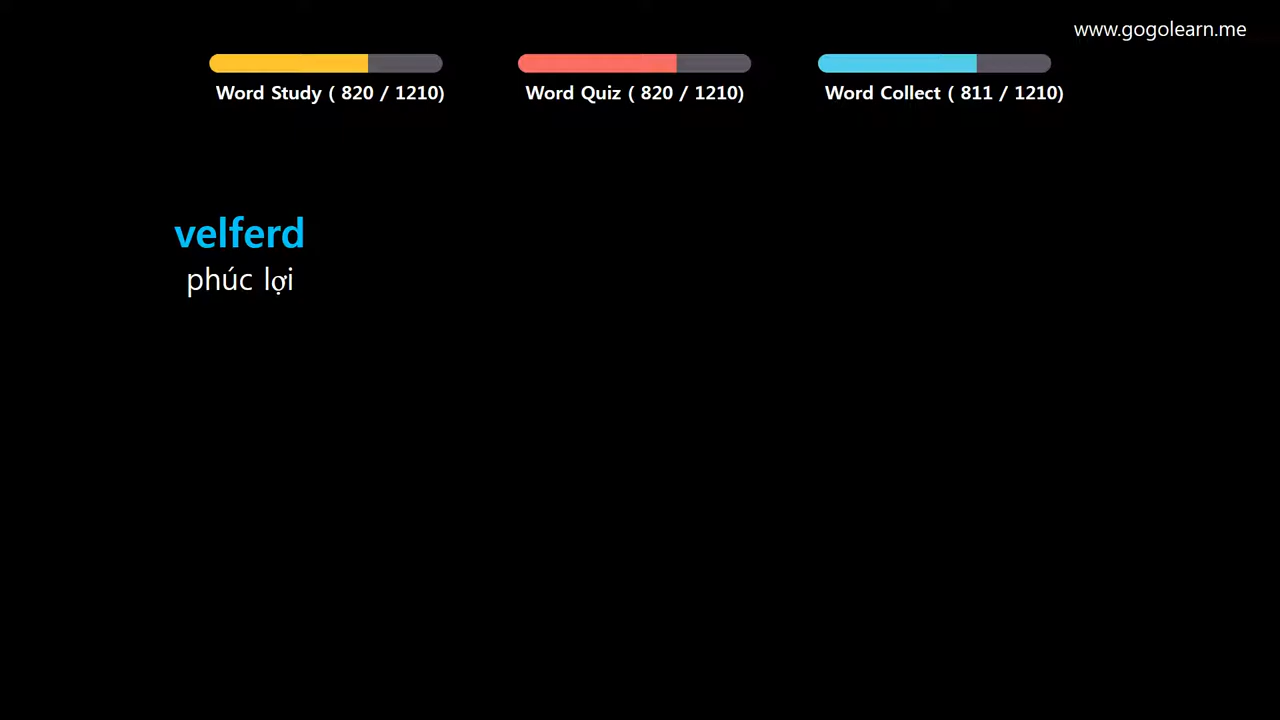 www.gogolearn.me
Word Study ( 820 / 1210)
Word Quiz ( 820 / 1210)
Word Collect ( 811 / 1210)
velferd
phúc lợi